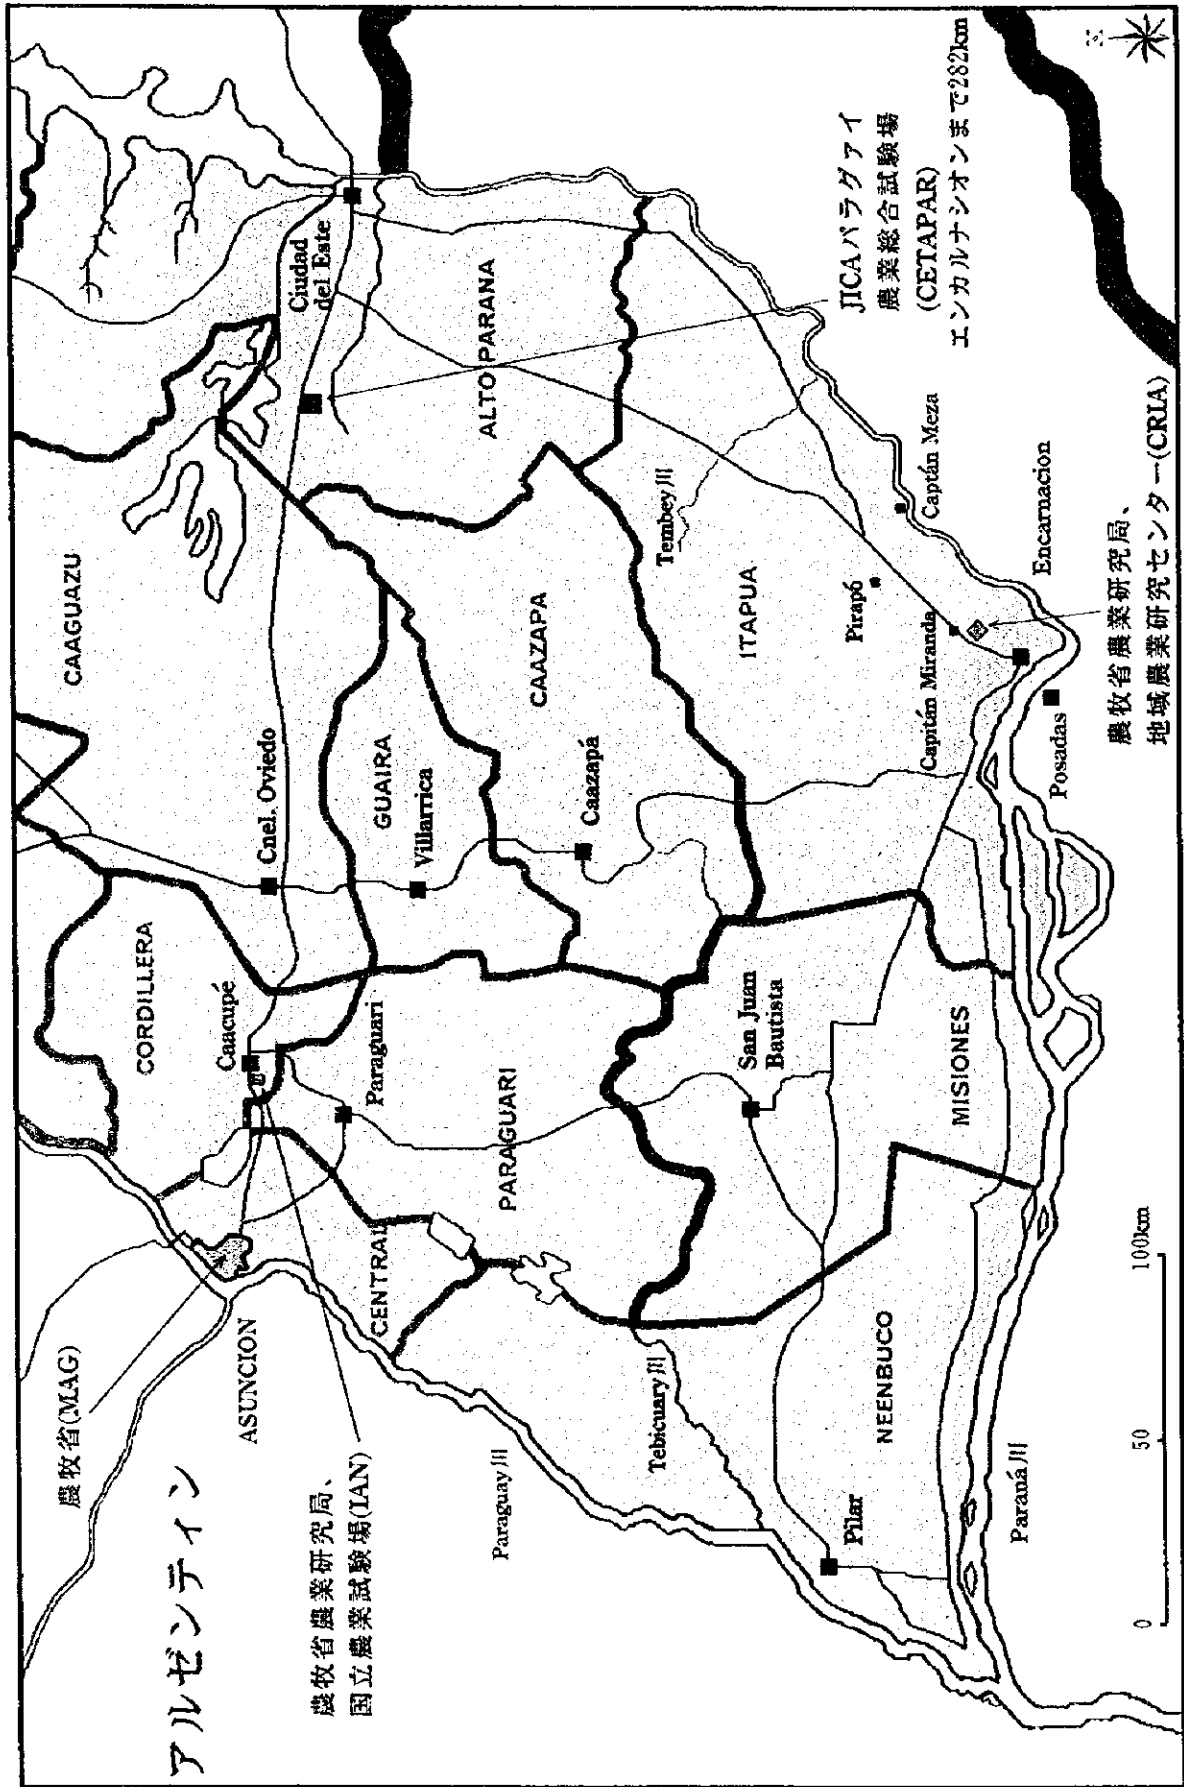 アルゼンティン
農牧省(MAG)
ASUNCION
農牧省農業研究局、
国立農業試験場(IAN)
CORDILLERA
Caacupé
CAAGUAZU
Cnel. Oviedo
Ciudad
del Este
Paraguari
CENTRAL
PARAGUARI
GUAIRA
Villarrica
CAAZAPA
Caazapá
ALTO PARANA
Paraguay川
Tebicuary川
Tembey川
San Juan
Bautista
ITAPUA
Pirapó
Capitán Miranda
Captán Meza
JICAパラグァイ
農業総合試験場
(CETAPAR)
エンカルナシオンまで282km
Pilar
NEENBUCO
MISIONES
Encarnacion
Posadas
Paraná川
農牧省農業研究局、
地域農業研究センター(CRIA)
0
50
100km